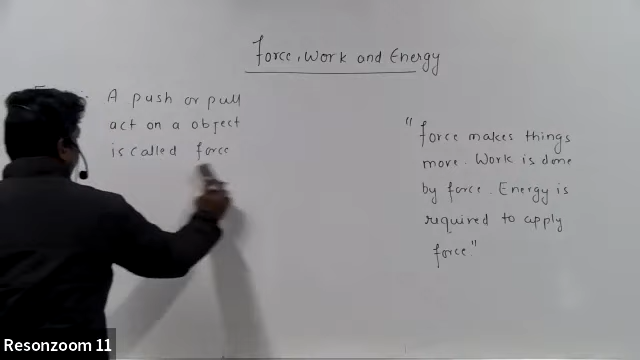 Force, Work and Energy
A push or pull
act on a object
is called force
" force makes things
move. Work is done
by force. Energy is
required to apply
force."
Resonzoom 11